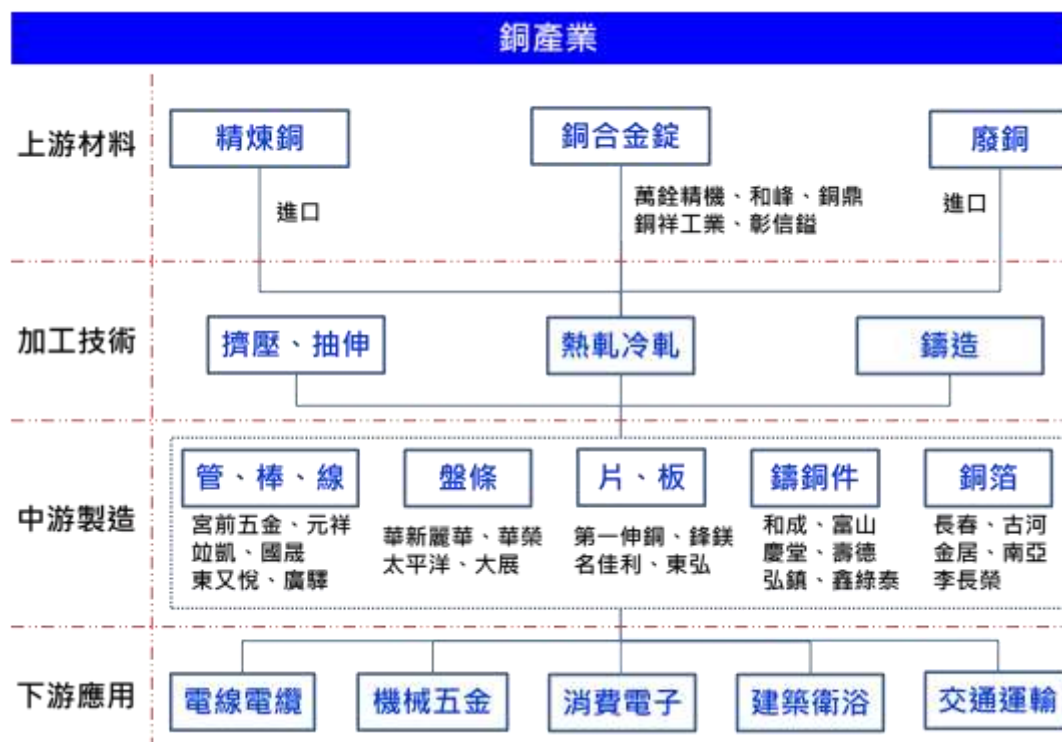 銅產業
上游材料
精煉銅
銅合金錠
廢銅
進口
萬銓精機、和峰、銅鼎
銅祥工業、彰信鎰
進口
加工技術
擠壓、抽伸
熱軋冷軋
鑄造
中游製造
管、棒、線
盤條
片、板
鑄銅件
銅箔
宮前五金、元祥
竝凱、國晟
東又悅、廣驛
華新麗華、華榮
太平洋、大展
第一伸銅、鋒鎂
名佳利、東弘
和成、富山
慶堂、壽德
弘鎮、鑫綠泰
長春、古河
金居、南亞
李長榮
下游應用
電線電纜
機械五金
消費電子
建築衛浴
交通運輸